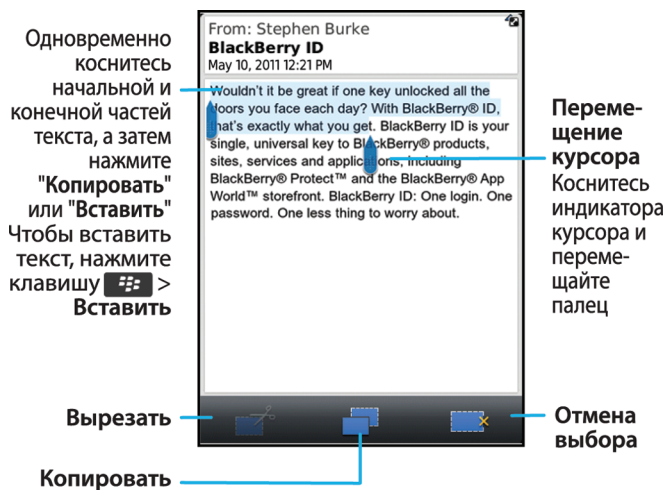 Одновременно
коснитесь
начальной и
конечной частей
текста, а затем
нажмите
"Копировать"
или "Вставить"
Чтобы вставить
текст, нажмите
клавишу >
Вставить
From: Stephen Burke
BlackBerry ID
May 10, 2011 12:21 PM
Wouldn't it be great if one key unlocked all the
doors you face each day? With BlackBerry® ID,
that's exactly what you get. BlackBerry ID is your
single, universal key to BlackBerry® products,
sites, services and applications, including
BlackBerry® Protect™ and the BlackBerry® App
World™ storefront. BlackBerry ID: One login. One
password. One less thing to worry about.
Переме-
щение
курсора
Коснитесь
индикатора
курсора и
переме-
щайте
палец
Вырезать
Отмена
выбора
Копировать